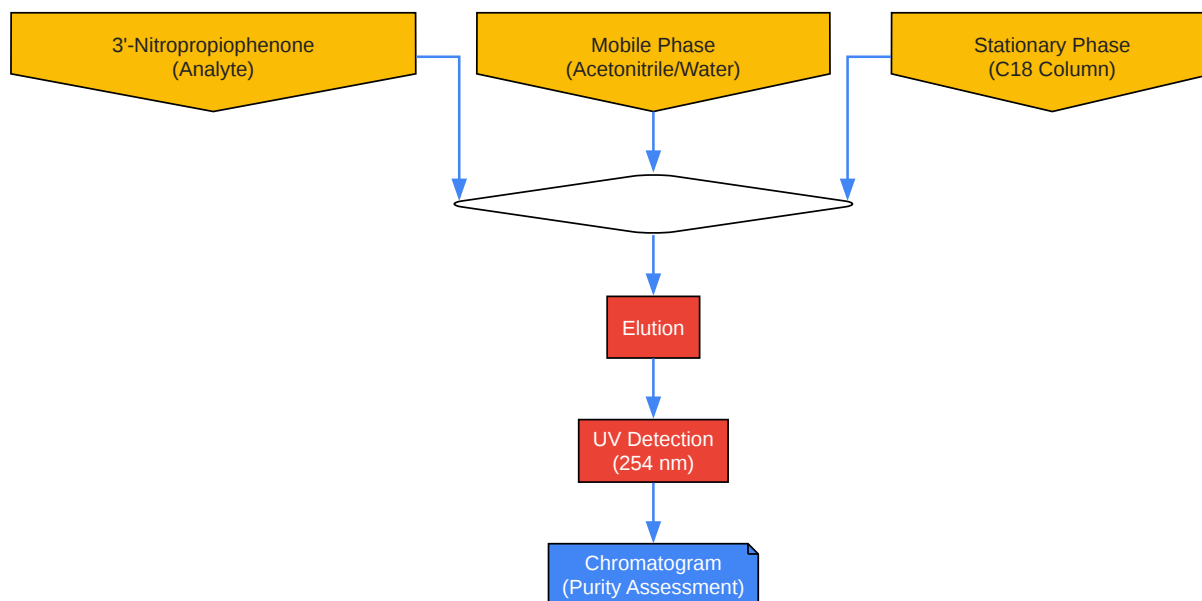 3'-Nitropropiophenone
(Analyte)
Mobile Phase
(Acetonitrile/Water)
Stationary Phase
(C18 Column)
Elution
UV Detection
(254 nm)
Chromatogram
(Purity Assessment)